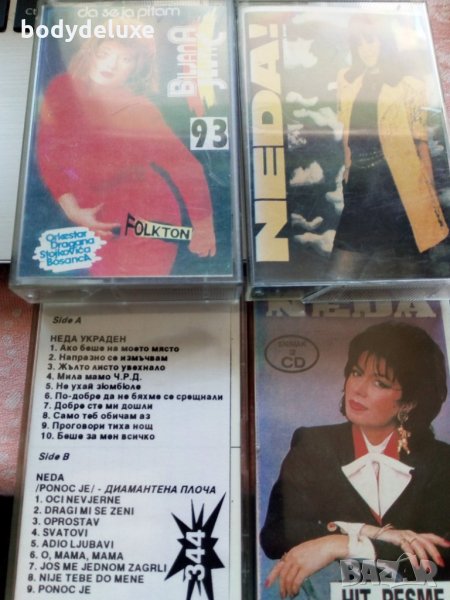 bodydeluxe
da se ja pitam
93
FOLKTON
Orkestar
Dragana
Stojkovića
Bosanca
NEDA!
Side A
НЕДА УКРАДЕН
1. Ако беше на моето място
2. Напразно се измъчвам
3. Жълто листо увехнало
4. Мила мамо Ч.Р.Д.
5. Не ухай зюмбюле
6. По-добре да не бяхме се срещнали
7. Добре сте ми дошли
8. Само теб обичам аз
9. Проговори тиха нощ
10. Беше за мен всичко
Side B
NEDA
/PONOC JE/ - ДИАМАНТЕНА ПЛОЧА
1. OCI NEVJERNE
2. DRAGI MI SE ZENI
3. OPROSTAV
4. SVATOVI
5. ADIO LJUBAVI
6. O, MAMA, MAMA
7. JOS ME JEDNOM ZAGRLI
8. NIJE TEBE DO MENE
9. PONOC JE
344
NEDA
CD
HIT PESME
BAZAR